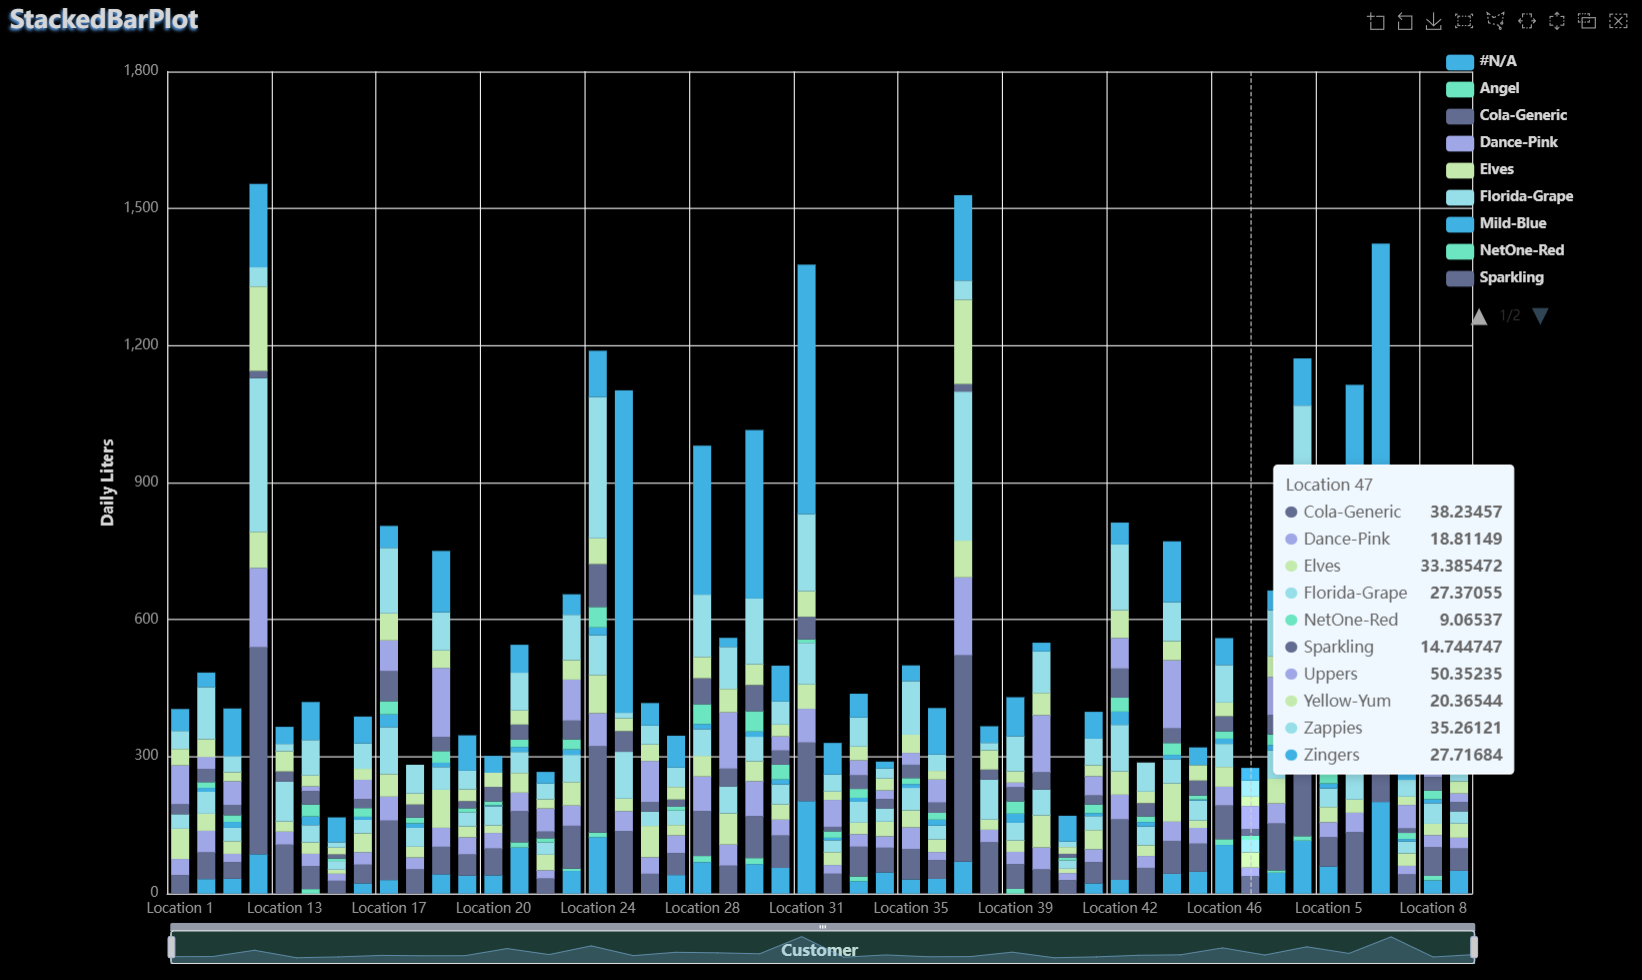 StackedBarPlot
#N/A
Angel
Cola-Generic
Dance-Pink
Elves
Florida-Grape
Mild-Blue
NetOne-Red
Sparkling
1/2
1,800
1,500
1,200
900
600
300
0
Daily Liters
Location 47
Cola-Generic 38.23457
Dance-Pink 18.81149
Elves 33.385472
Florida-Grape 27.37055
NetOne-Red 9.06537
Sparkling 14.744747
Uppers 50.35235
Yellow-Yum 20.36544
Zappies 35.26121
Zingers 27.71684
Location 1 Location 13 Location 17 Location 20 Location 24 Location 28 Location 31 Location 35 Location 39 Location 42 Location 46 Location 5 Location 8
Customer